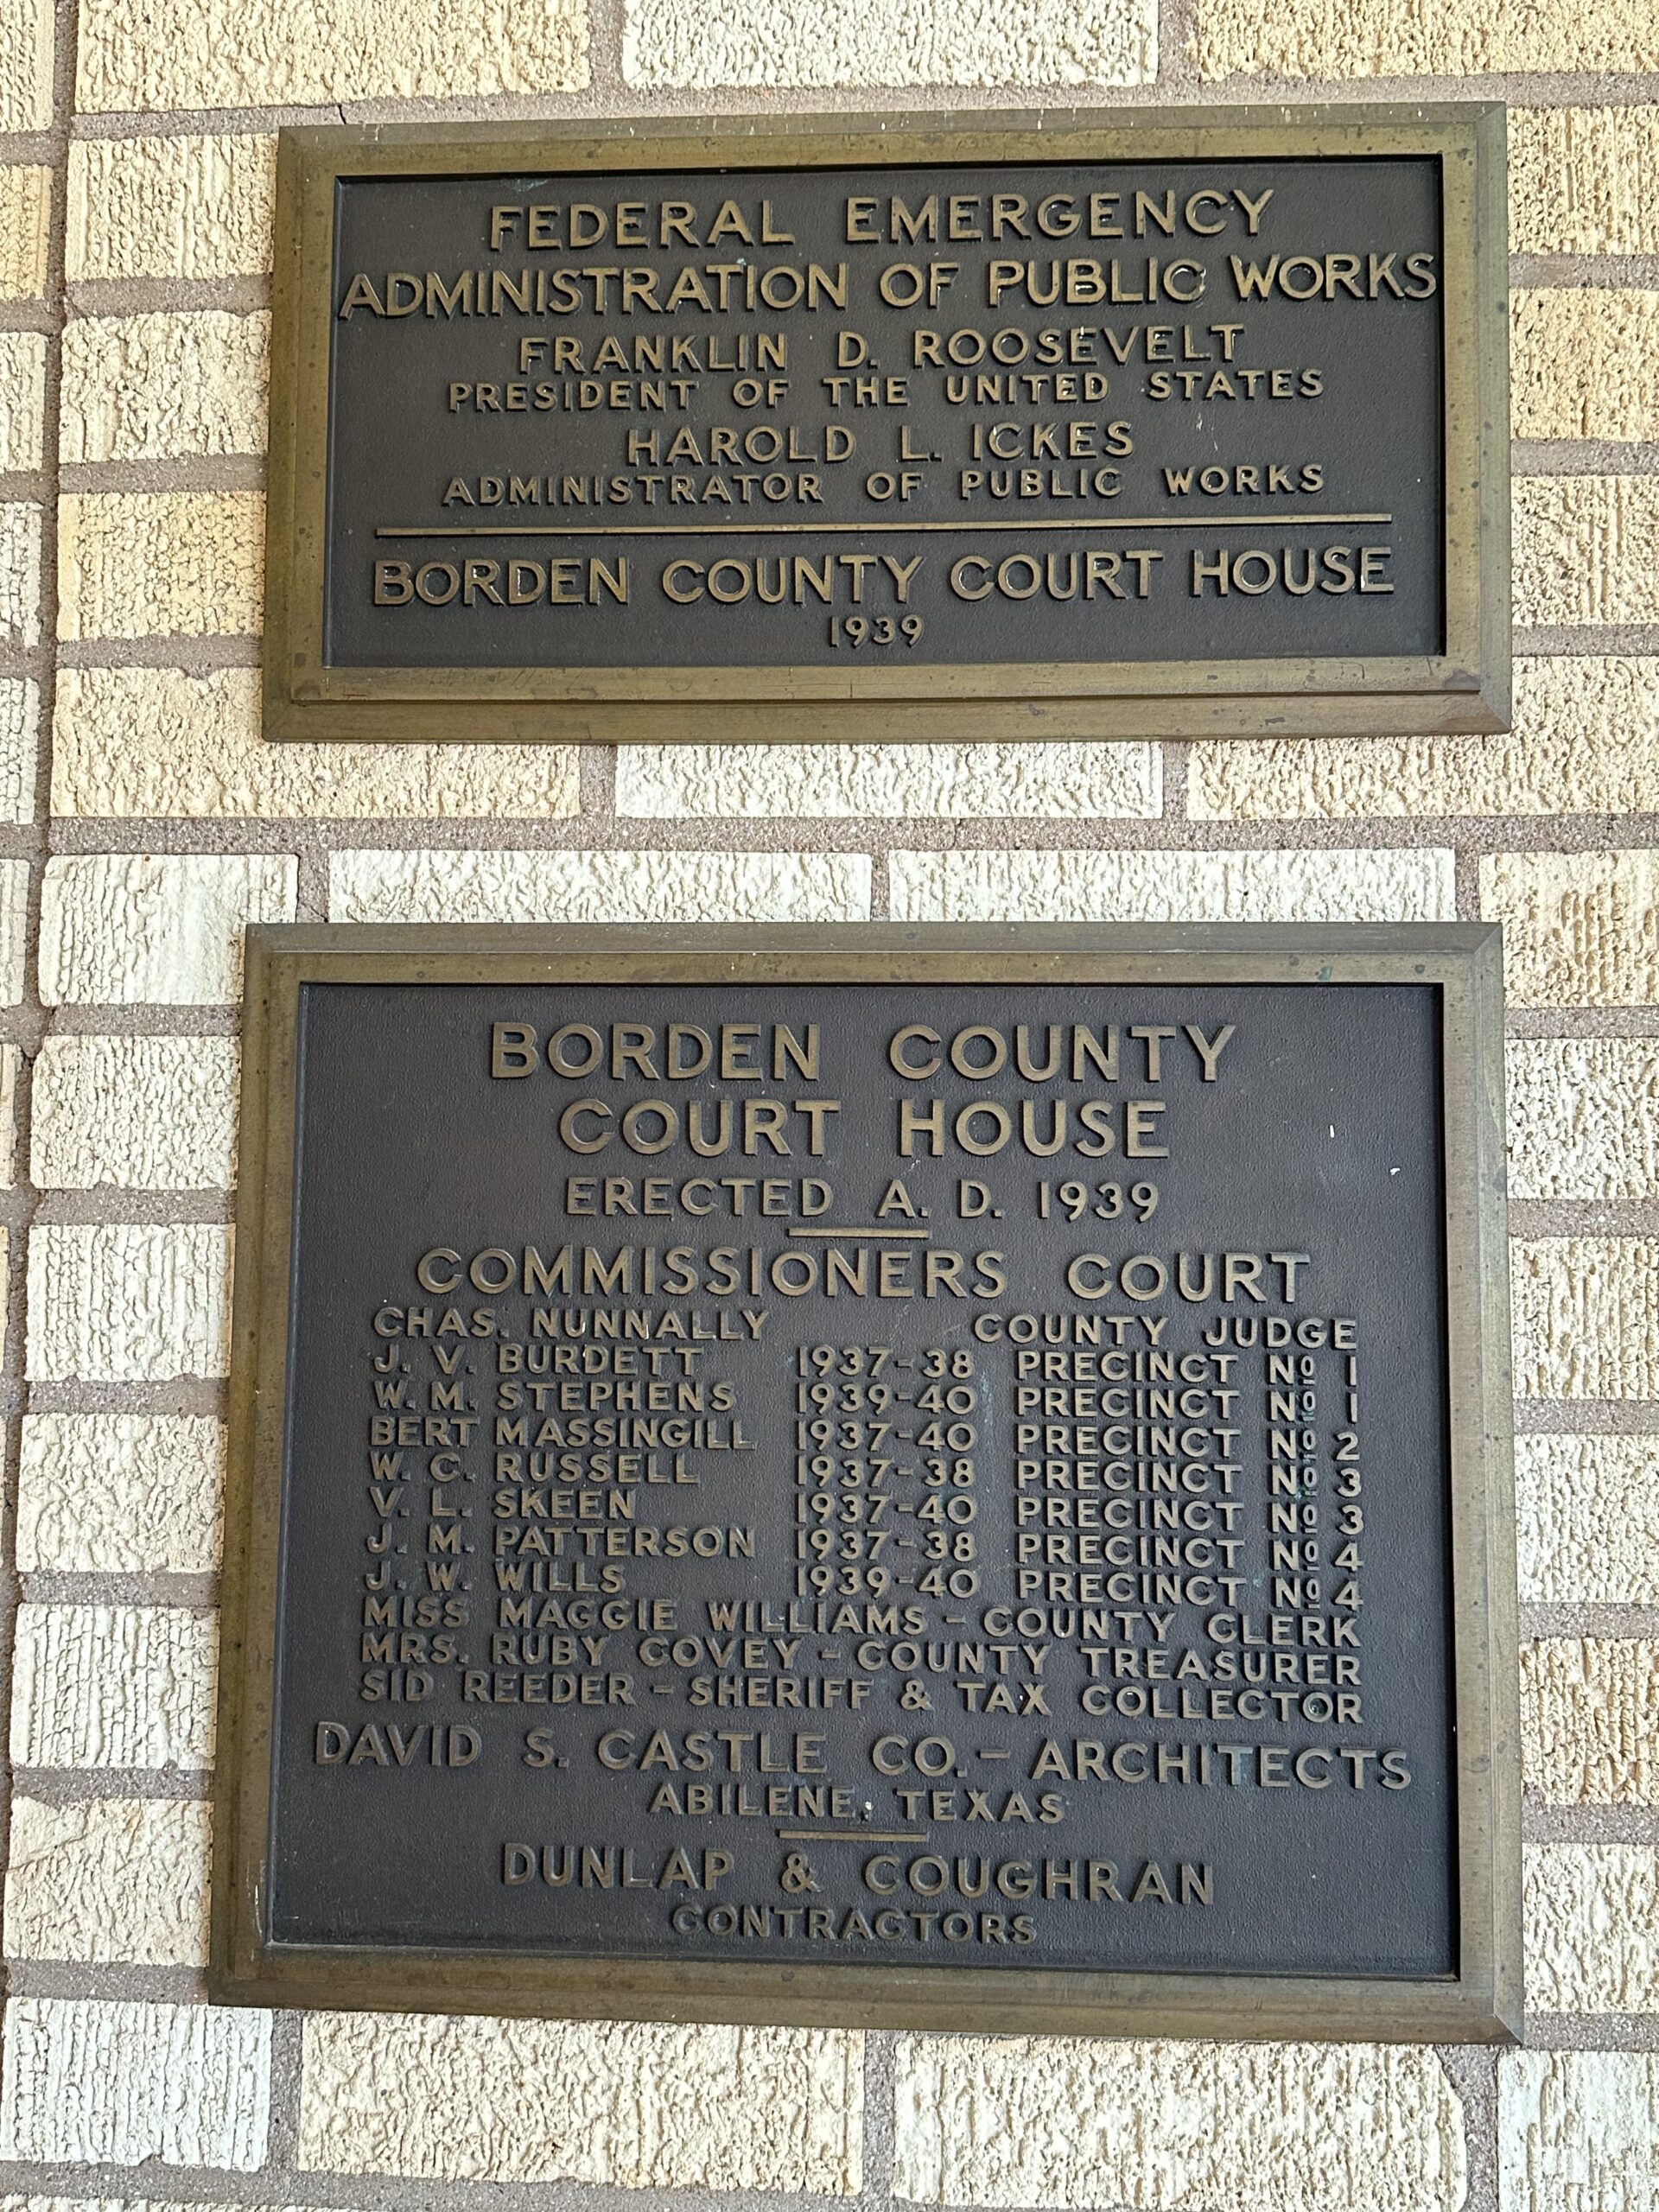 FEDERAL EMERGENCY
ADMINISTRATION OF PUBLIC WORKS
FRANKLIN D. ROOSEVELT
PRESIDENT OF THE UNITED STATES
HAROLD L. ICKES
ADMINISTRATOR OF PUBLIC WORKS
BORDEN COUNTY COURT HOUSE
1939
BORDEN COUNTY
COURT HOUSE
ERECTED A. D. 1939
COMMISSIONERS COURT
CHAS. NUNNALLY COUNTY JUDGE
J. V. BURDETT 1937-38 PRECINCT Nº 1
W. M. STEPHENS 1939-40 PRECINCT Nº 1
BERT MASSINGILL 1937-40 PRECINCT Nº 2
W. C. RUSSELL 1937-38 PRECINCT Nº 3
V. L. SKEEN 1937-40 PRECINCT Nº 3
J. M. PATTERSON 1937-38 PRECINCT Nº 4
J. W. WILLS 1939-40 PRECINCT Nº 4
MISS MAGGIE WILLIAMS - COUNTY CLERK
MRS. RUBY COVEY - COUNTY TREASURER
SID REEDER - SHERIFF & TAX COLLECTOR
DAVID S. CASTLE CO. - ARCHITECTS
ABILENE, TEXAS
DUNLAP & COUGHRAN
CONTRACTORS